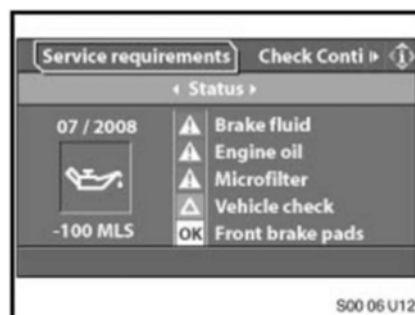 Service requirements Check Conti
Status
07 / 2008
Brake fluid
Engine oil
Microfilter
Vehicle check
-100 MLS
OK Front brake pads
S00 06 U12